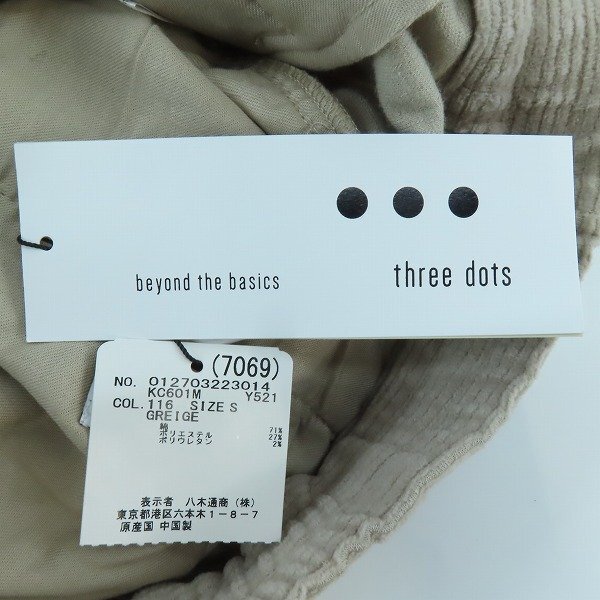 beyond the basics
three dots
(7069)
NO. 012703223014
KC601M Y521
COL. 116 SIZE S
GREIGE
綿 71%
ポリエステル 27%
ポリウレタン 2%
表示者 八木通商(株)
東京都港区六本木1-8-7
原産国 中国製